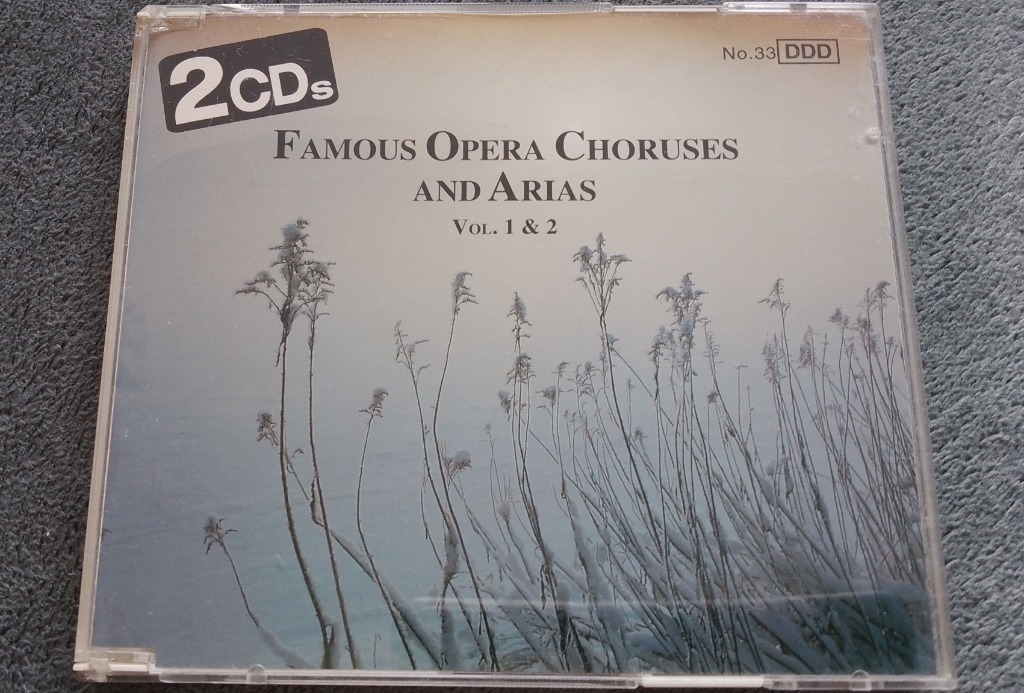 2CDs
No.33 DDD
FAMOUS OPERA CHORUSES
AND ARIAS
VOL. 1 & 2